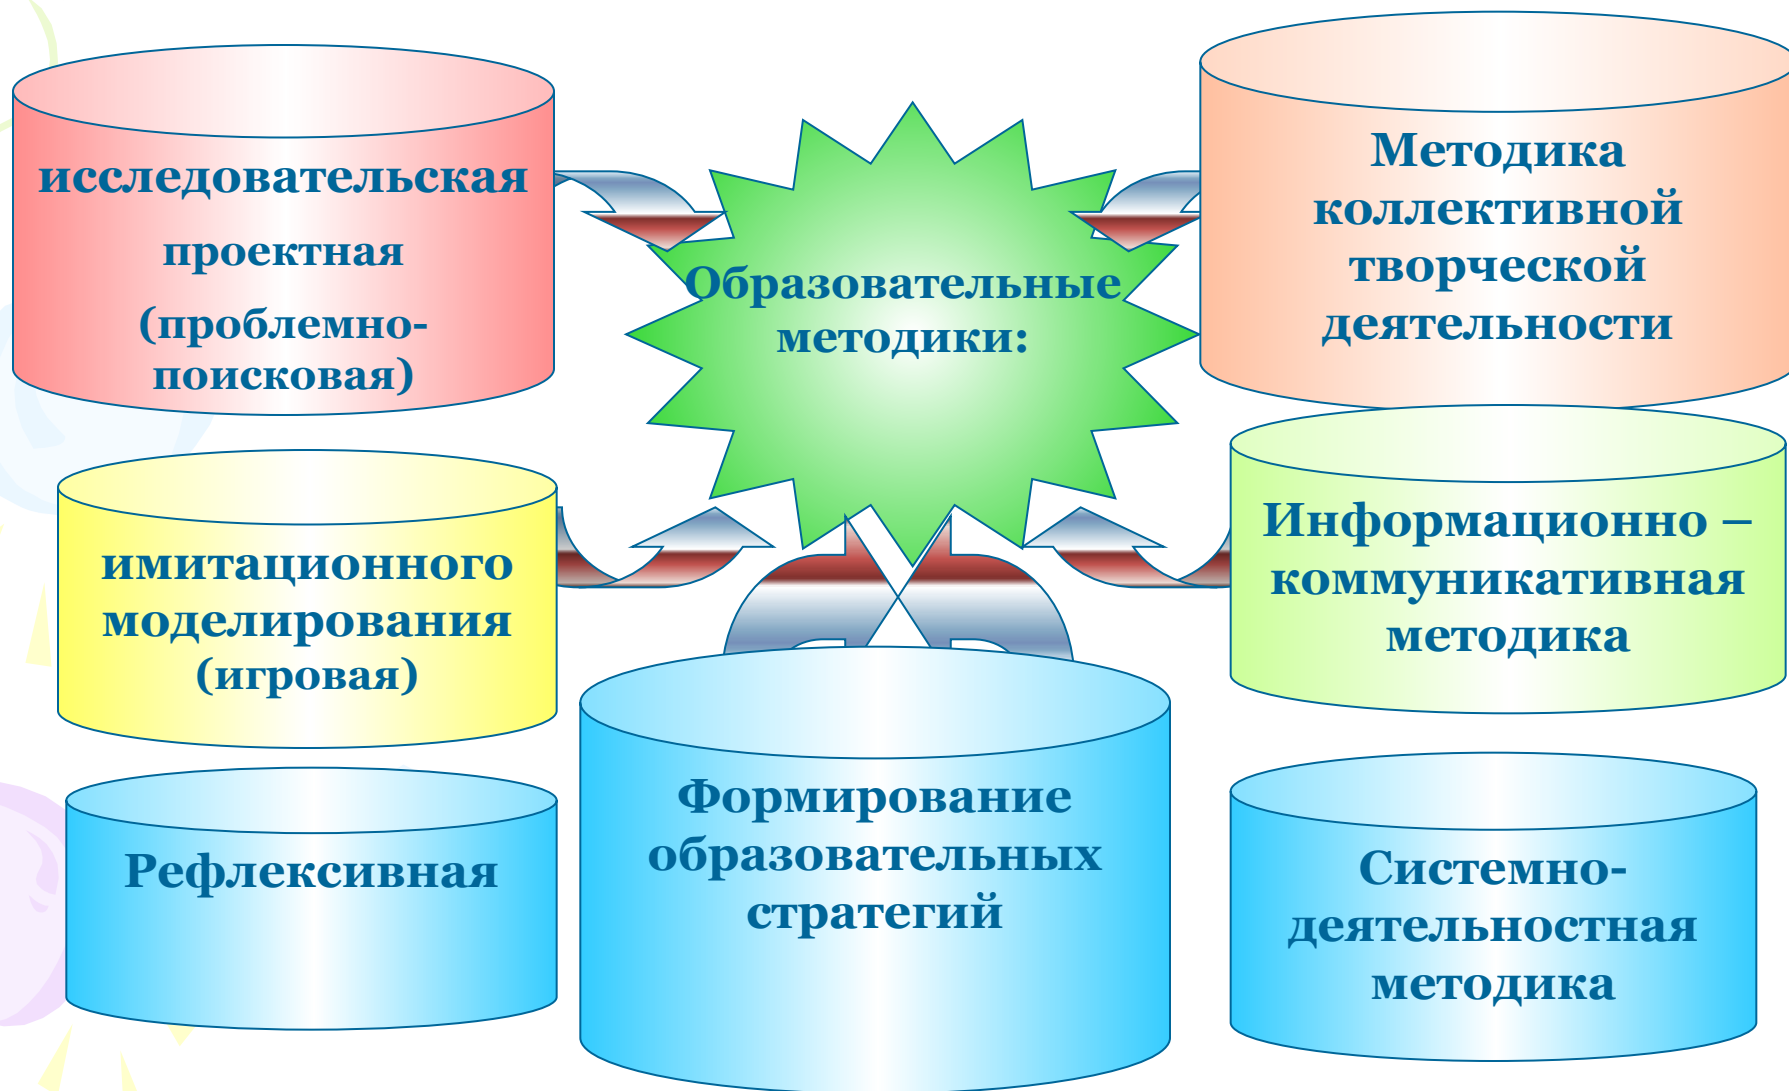 исследовательская
проектная
(проблемно-
поисковая)
Образовательные
методики:
Методика
коллективной
творческой
деятельности
имитационного
моделирования
(игровая)
Информационно –
коммуникативная
методика
Рефлексивная
Формирование
образовательных
стратегий
Системно-
деятельностная
методика